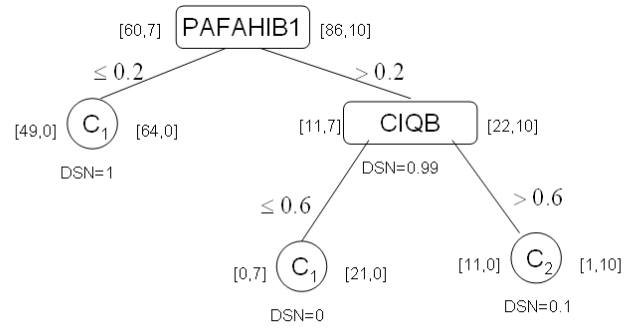 [60,7] PAFAHIB1 [86,10]
≤ 0.2 > 0.2
[49,0] C₁ [64,0] [11,7] CIQB [22,10]
DSN=1 DSN=0.99
≤ 0.6 > 0.6
[0,7] C₁ [21,0] [11,0] C₂ [1,10]
DSN=0 DSN=0.1